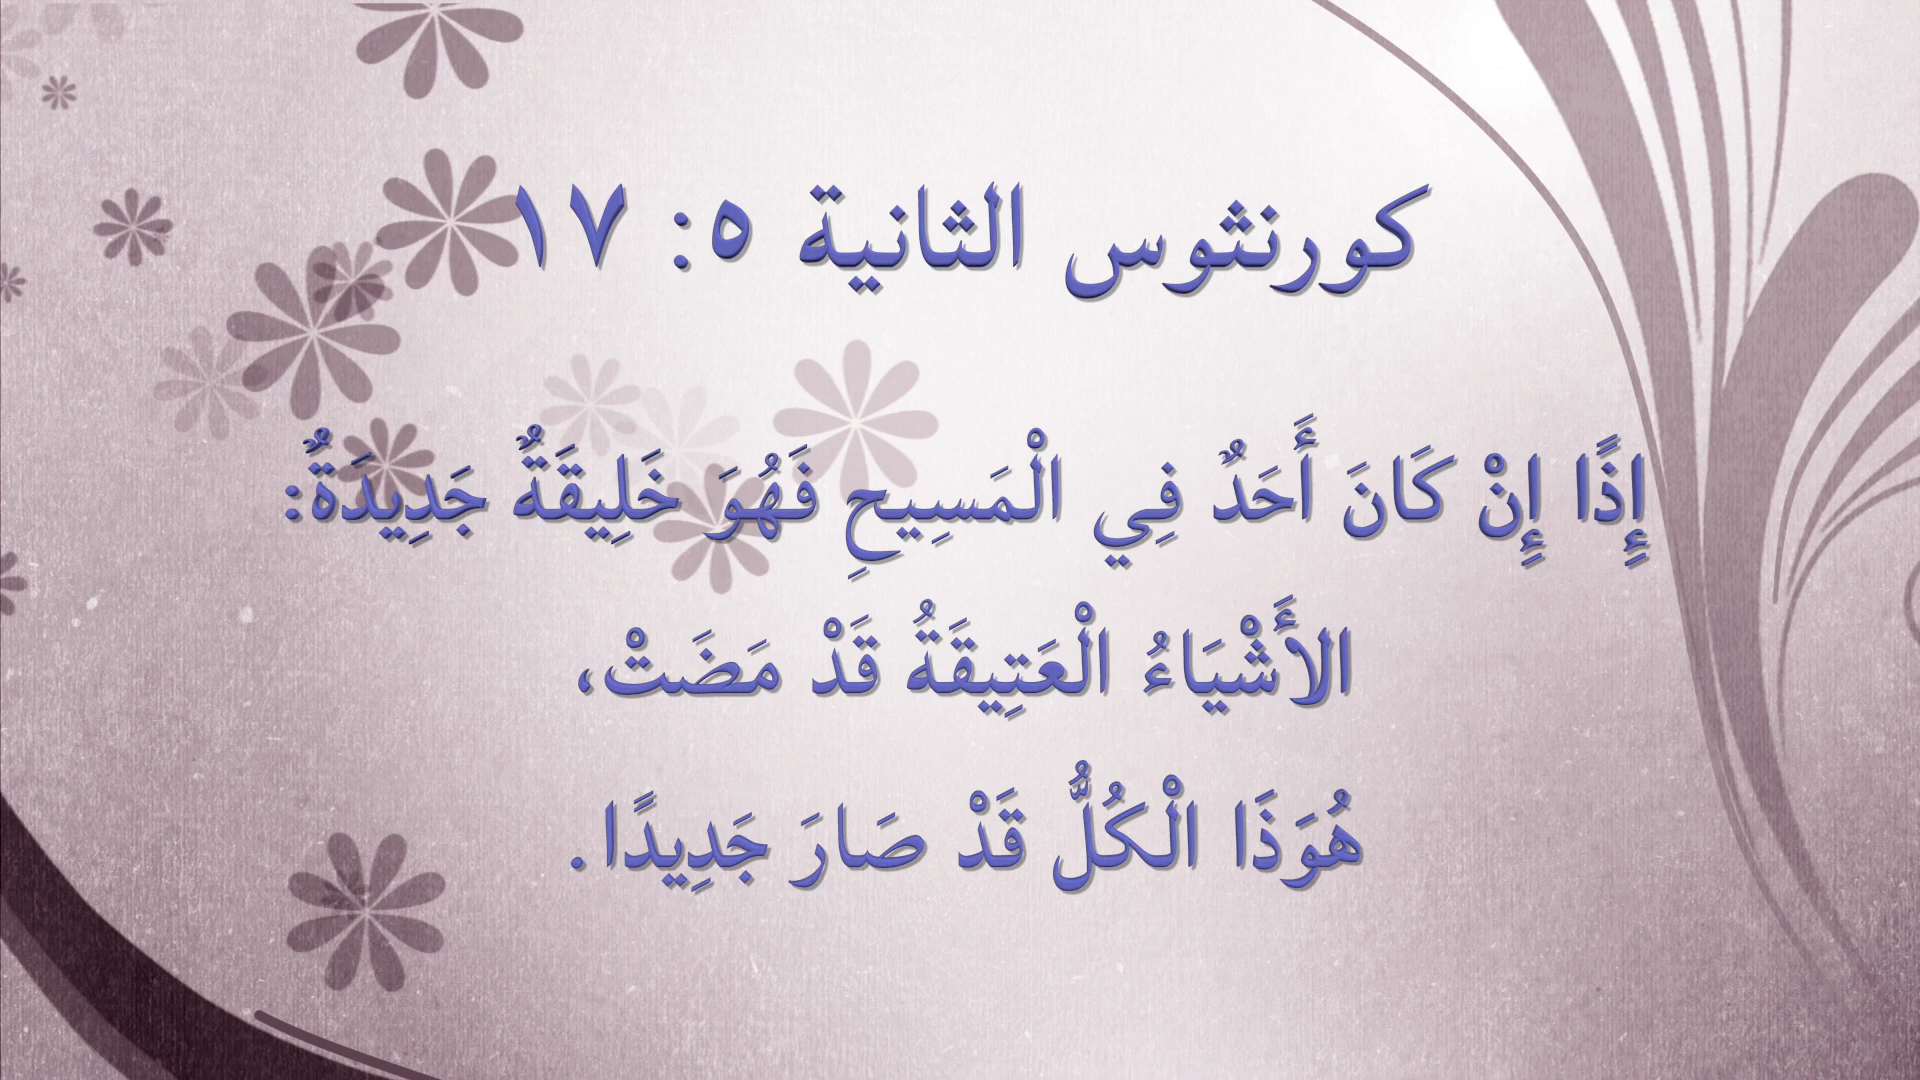 كورنثوس الثانية ٥: ١٧
إِذًا إِنْ كَانَ أَحَدٌ فِي الْمَسِيحِ فَهُوَ خَلِيقَةٌ جَدِيدَةٌ:
الأَشْيَاءُ الْعَتِيقَةُ قَدْ مَضَتْ،
هُوَذَا الْكُلُّ قَدْ صَارَ جَدِيدًا.